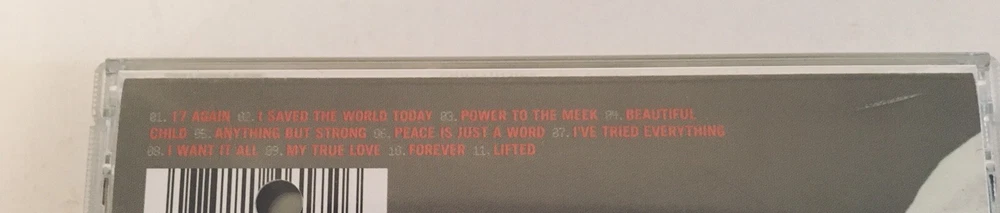 01. 17 AGAIN 02. I SAVED THE WORLD TODAY 03. POWER TO THE MEEK 04. BEAUTIFUL
CHILD 05. ANYTHING BUT STRONG 06. PEACE IS JUST A WORD 07. I'VE TRIED EVERYTHING
08. I WANT IT ALL 09. MY TRUE LOVE 10. FOREVER 11. LIFTED